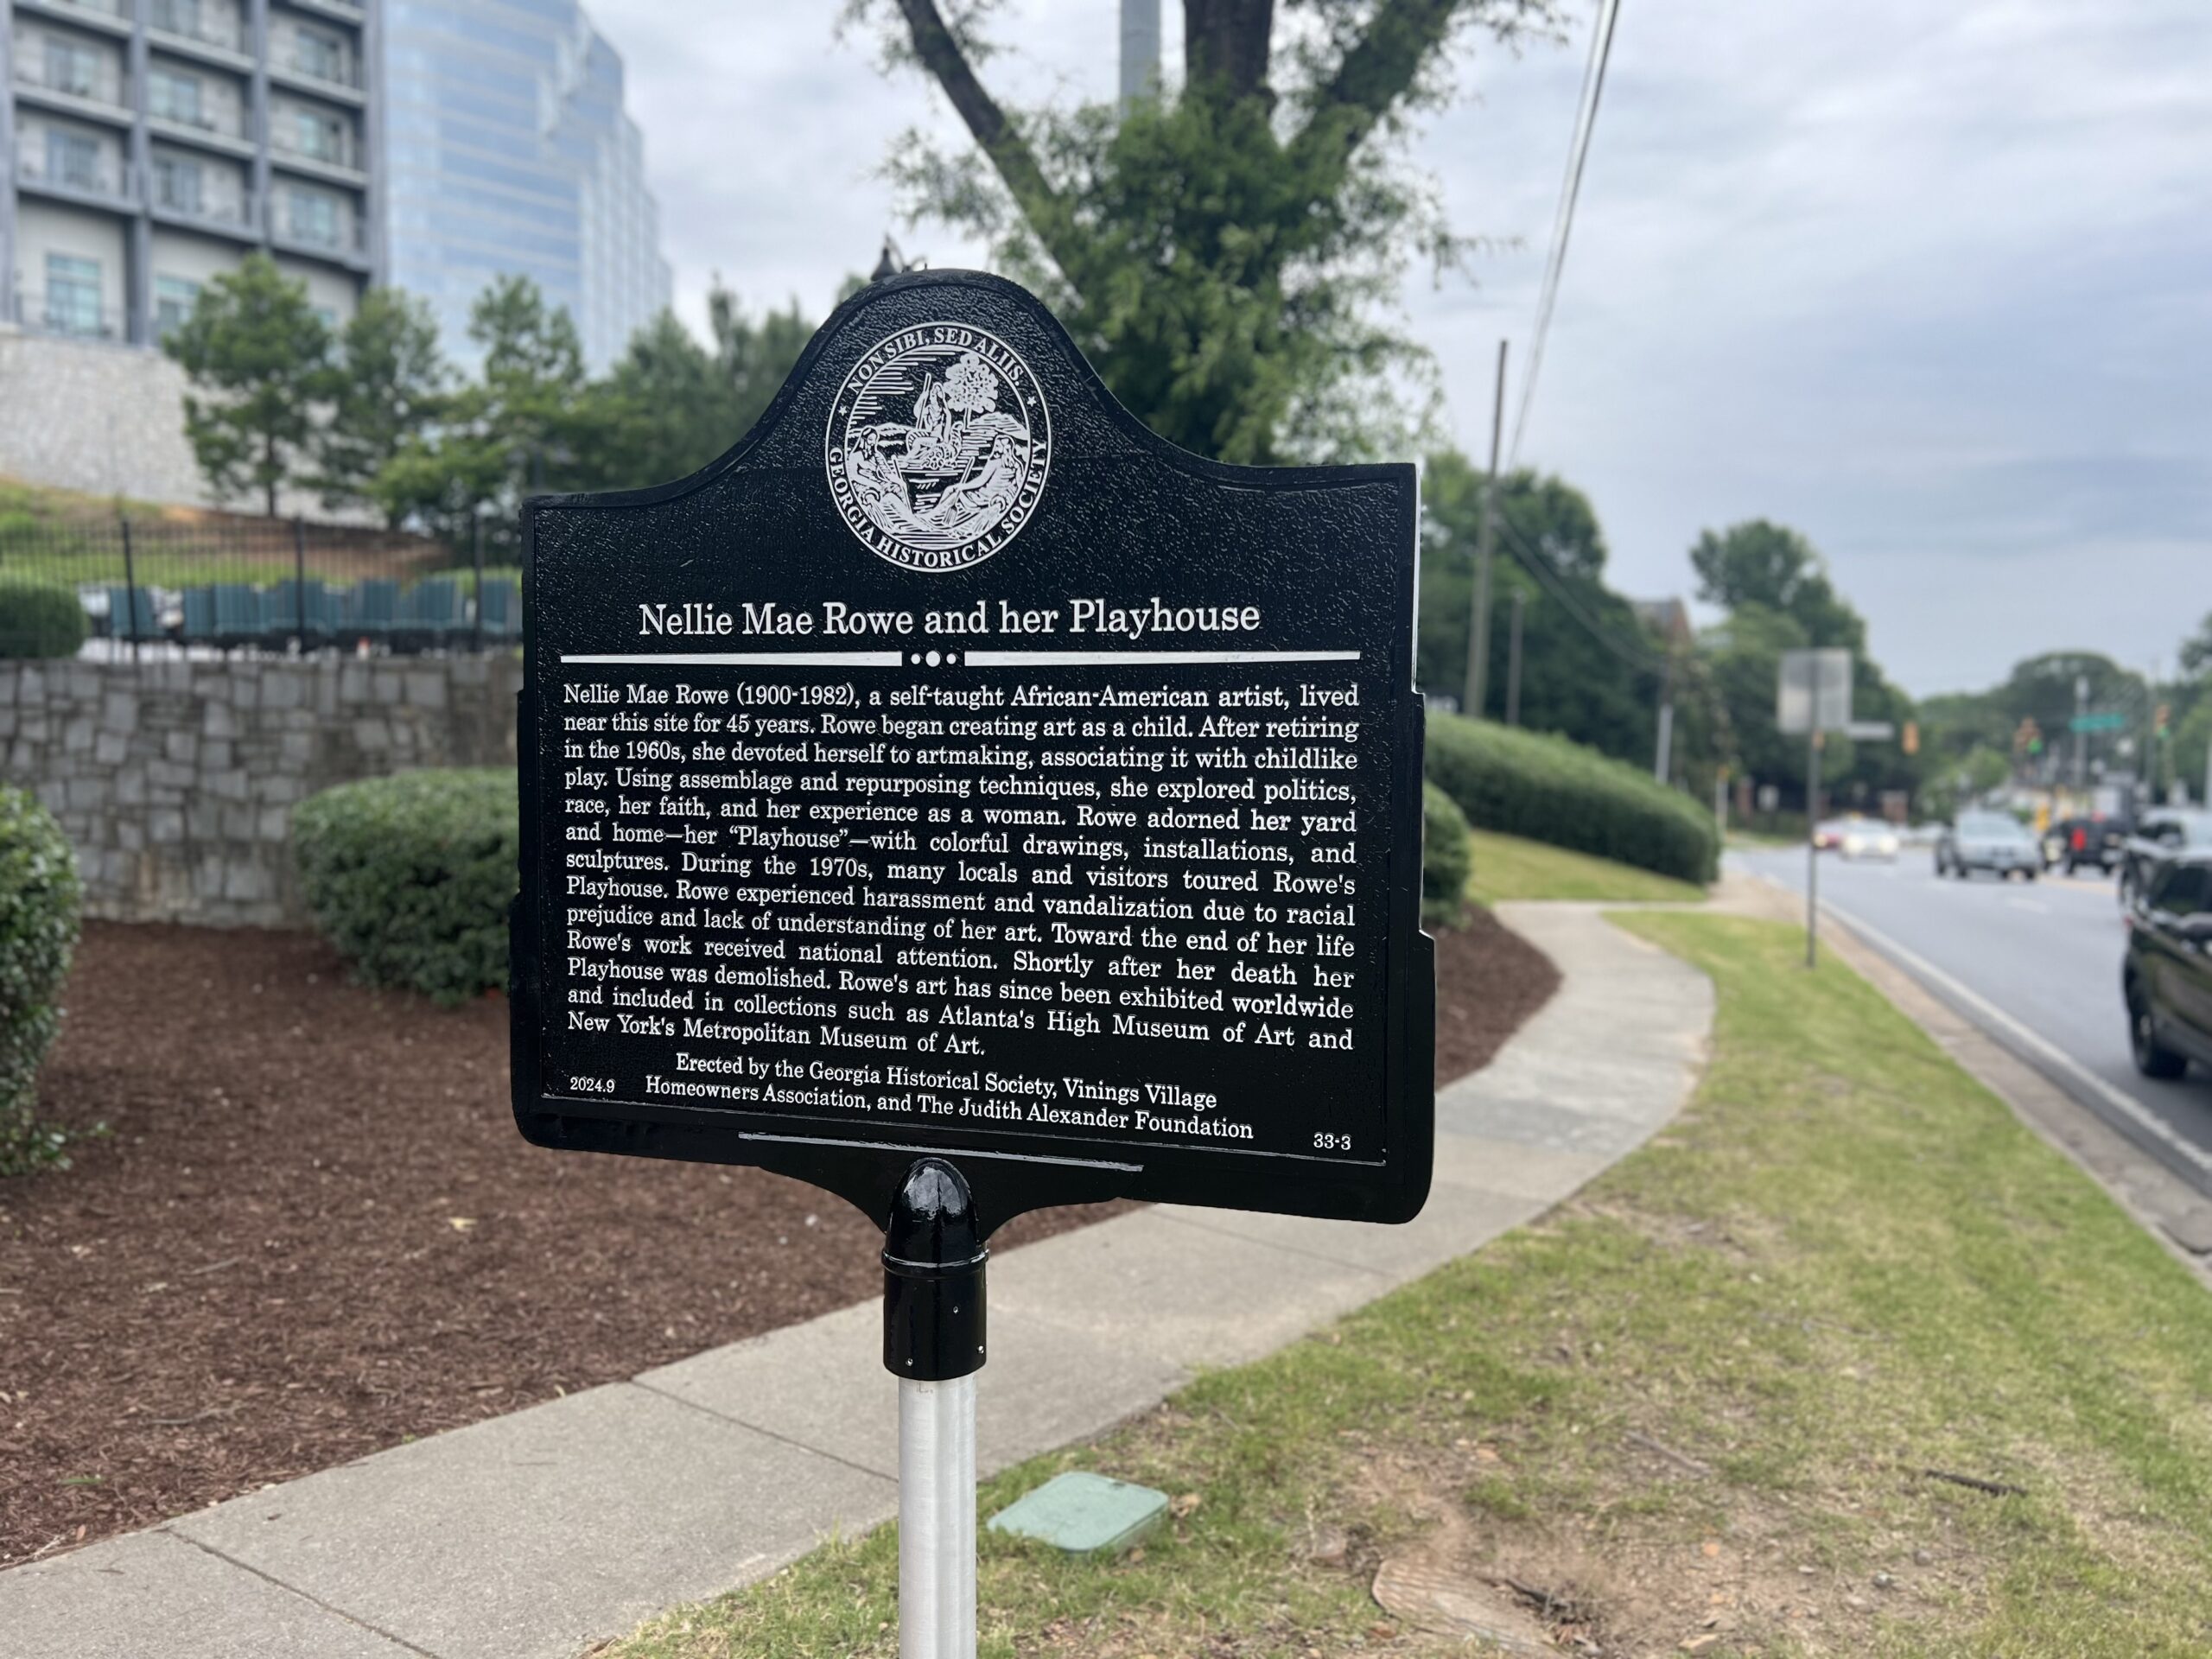 NON SIBI, SED ALIIS.
GEORGIA HISTORICAL SOCIETY
Nellie Mae Rowe and her Playhouse
Nellie Mae Rowe (1900-1982), a self-taught African-American artist, lived
near this site for 45 years. Rowe began creating art as a child. After retiring
in the 1960s, she devoted herself to artmaking, associating it with childlike
play. Using assemblage and repurposing techniques, she explored politics,
race, her faith, and her experience as a woman. Rowe adorned her yard
and home—her “Playhouse”—with colorful drawings, installations, and
sculptures. During the 1970s, many locals and visitors toured Rowe's
Playhouse. Rowe experienced harassment and vandalization due to racial
prejudice and lack of understanding of her art. Toward the end of her life
Rowe's work received national attention. Shortly after her death her
Playhouse was demolished. Rowe's art has since been exhibited worldwide
and included in collections such as Atlanta's High Museum of Art and
New York's Metropolitan Museum of Art.
Erected by the Georgia Historical Society, Vinings Village
2024.9 Homeowners Association, and The Judith Alexander Foundation 33-3